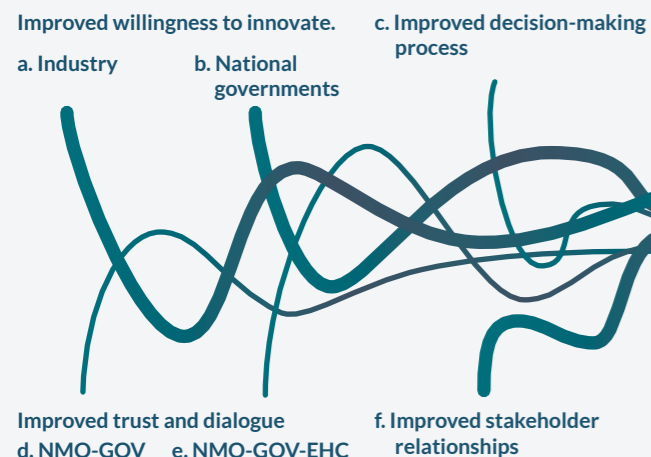 Improved willingness to innovate.
a. Industry
b. National
governments
c. Improved decision-making
process
Improved trust and dialogue
d. NMO-GOV
e. NMO-GOV-EHC
f. Improved stakeholder
relationships